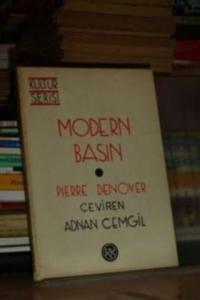 KÜLTÜR
SERİSİ
MODERN
BASIN
PIERRE DENOYER
ÇEVİREN
ADNAN CEMGİL